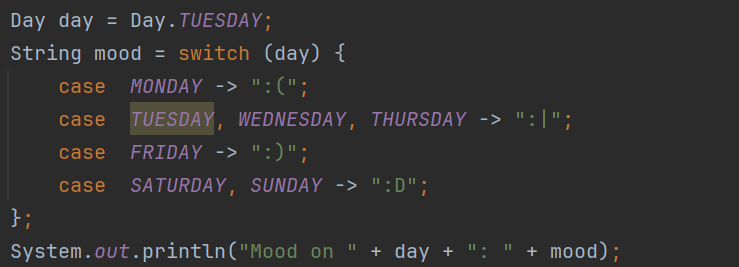 Day day = Day.TUESDAY;
String mood = switch (day) {
    case  MONDAY -> ":(";
    case  TUESDAY, WEDNESDAY, THURSDAY -> ":|";
    case  FRIDAY -> ":)";
    case  SATURDAY, SUNDAY -> ":D";
};
System.out.println("Mood on " + day + ": " + mood);